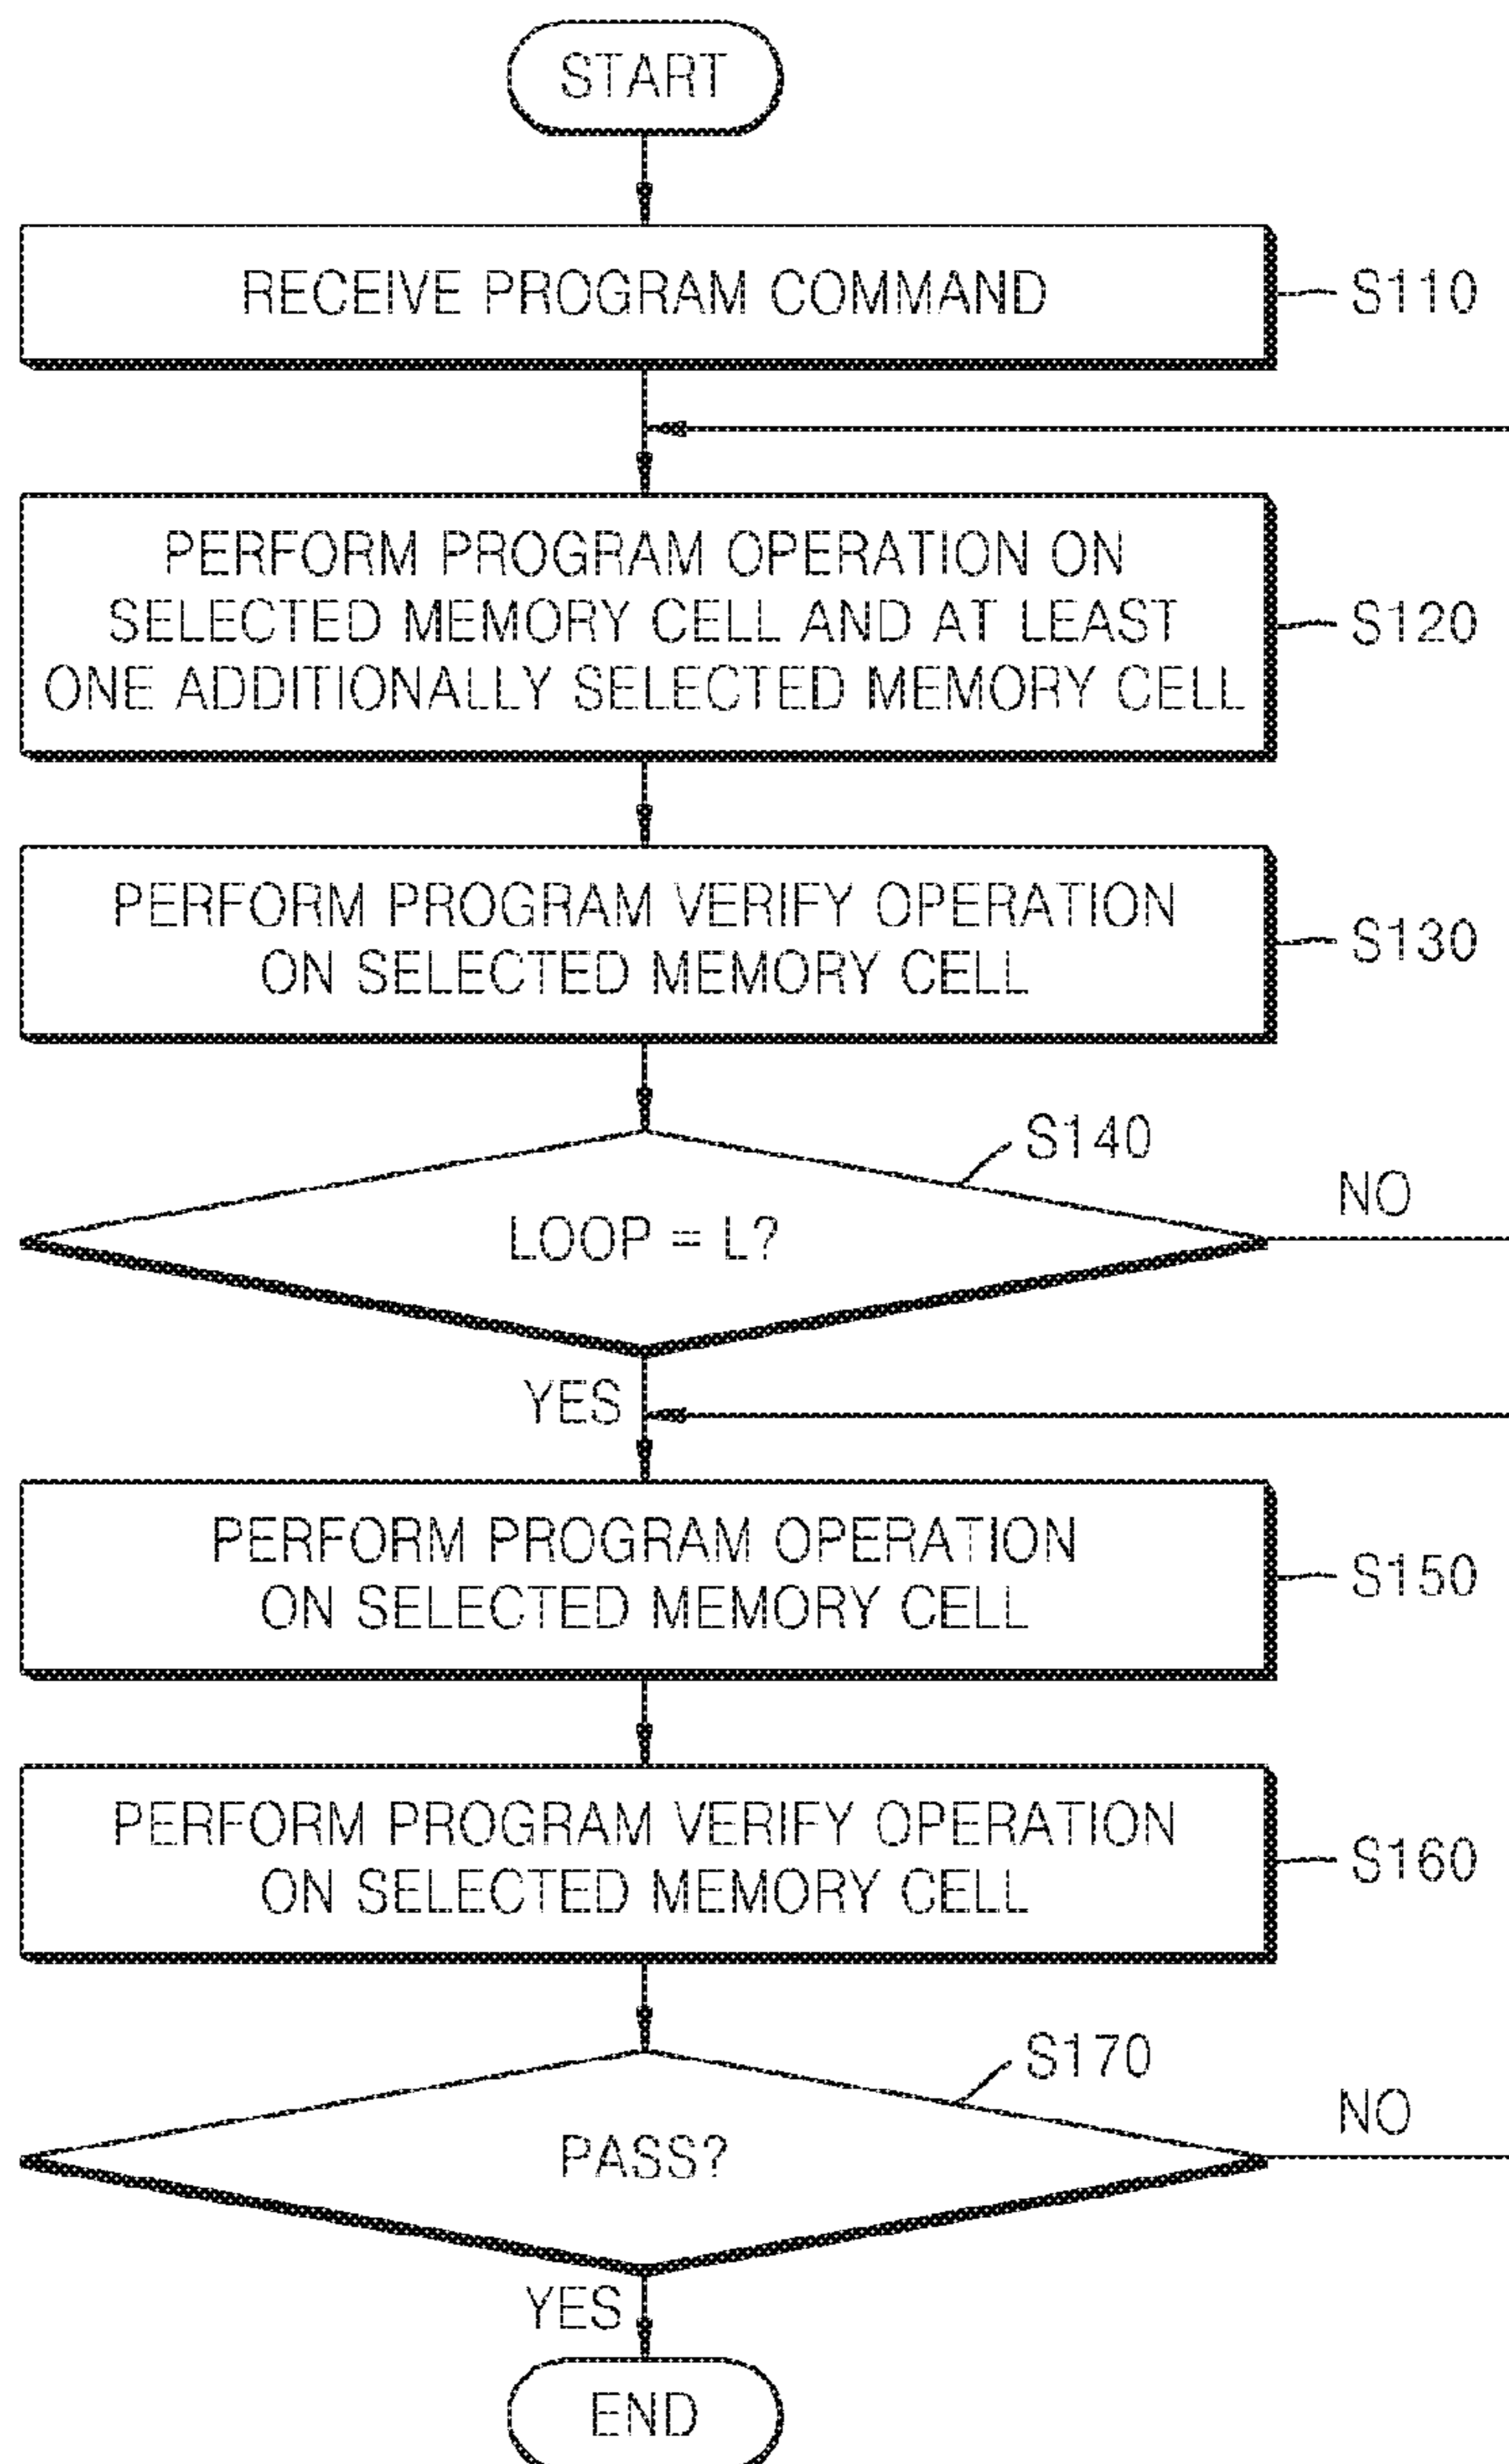 START
RECEIVE PROGRAM COMMAND
S110
PERFORM PROGRAM OPERATION ON
SELECTED MEMORY CELL AND AT LEAST
ONE ADDITIONALLY SELECTED MEMORY CELL
S120
PERFORM PROGRAM VERIFY OPERATION
ON SELECTED MEMORY CELL
S130
S140
LOOP = L?
NO
YES
PERFORM PROGRAM OPERATION
ON SELECTED MEMORY CELL
S150
PERFORM PROGRAM VERIFY OPERATION
ON SELECTED MEMORY CELL
S160
S170
PASS?
NO
YES
END